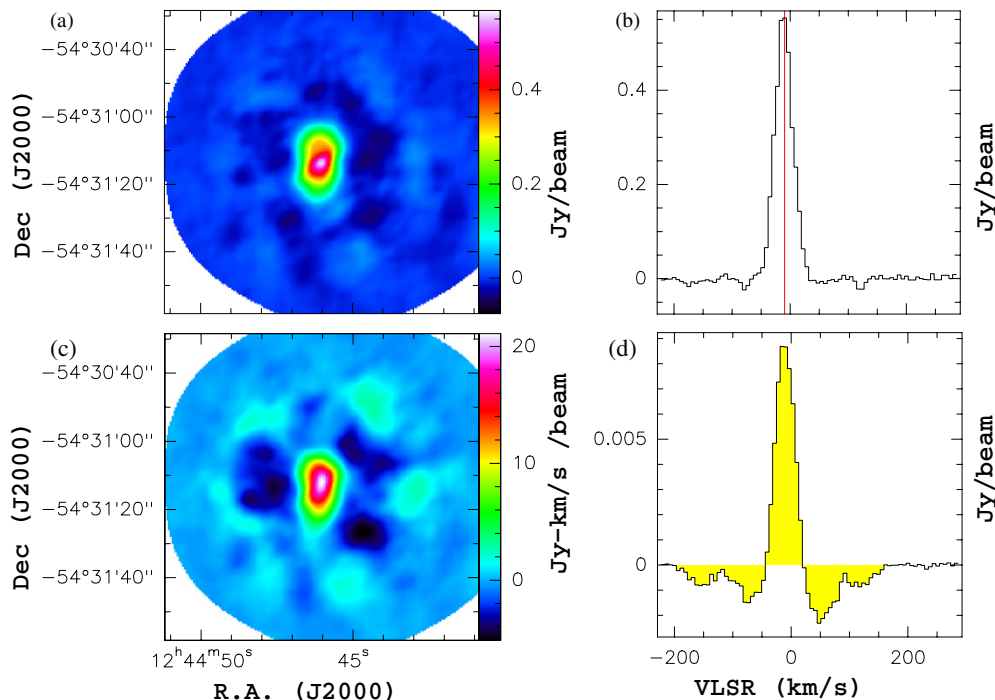 (a)
(b)
−54°30'40''
−54°31'00''
−54°31'20''
−54°31'40''
Dec (J2000)
0.4
0.2
0
Jy/beam
0.4
0.2
0
Jy/beam
(c)
(d)
−54°30'40''
−54°31'00''
−54°31'20''
−54°31'40''
Dec (J2000)
20
10
0
Jy−km/s /beam
0.005
0
Jy/beam
12h44m50s
45s
R.A. (J2000)
−200
0
200
VLSR (km/s)